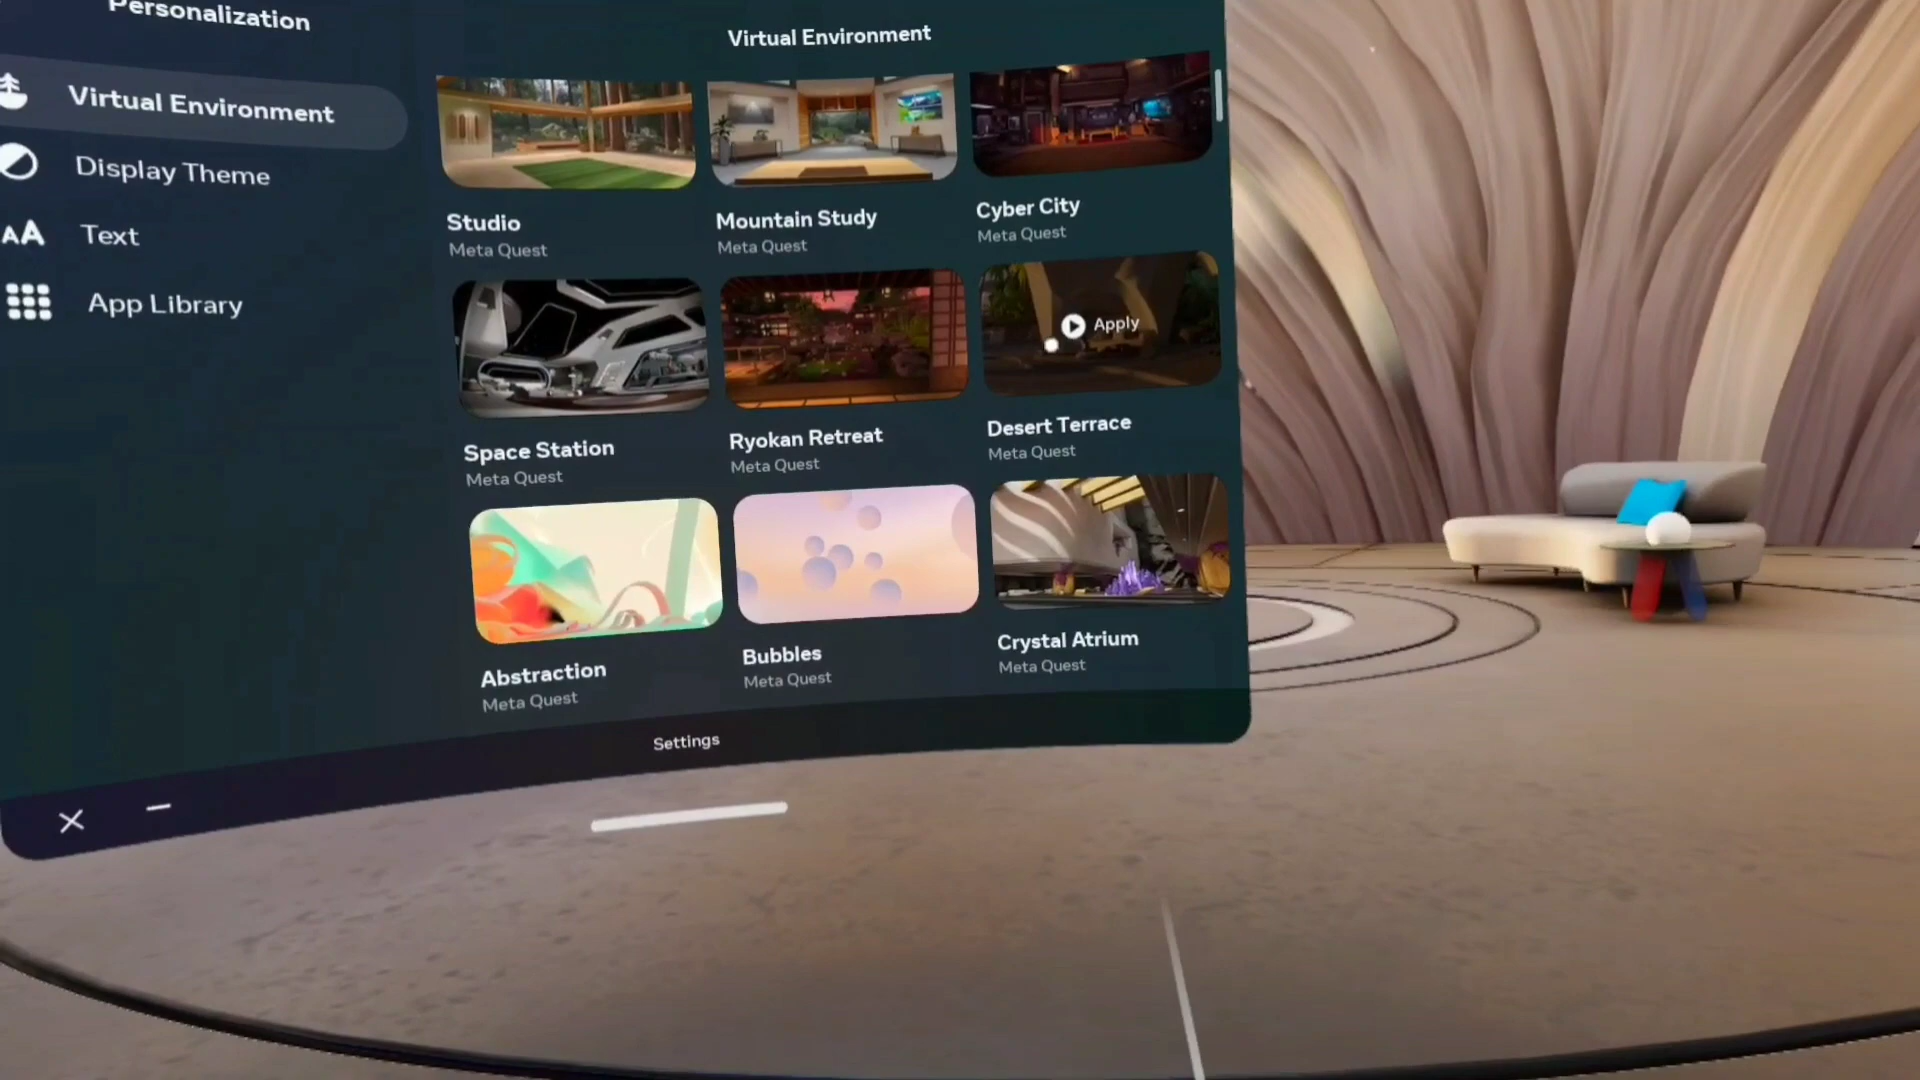 Personalization
Virtual Environment
Display Theme
AA Text
App Library
Virtual Environment
Studio
Meta Quest
Mountain Study
Meta Quest
Cyber City
Meta Quest
Space Station
Meta Quest
Ryokan Retreat
Meta Quest
Apply
Desert Terrace
Meta Quest
Abstraction
Meta Quest
Bubbles
Meta Quest
Crystal Atrium
Meta Quest
Settings